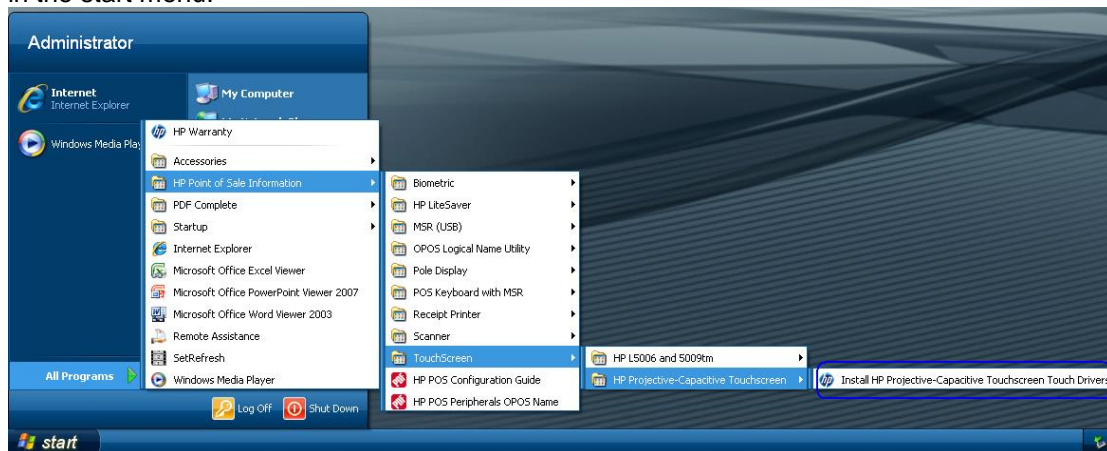 in the start menu.
Administrator
Internet
Internet Explorer
My Computer
Windows Media Play
HP Warranty
Accessories
HP Point of Sale Information
PDF Complete
Startup
Internet Explorer
Microsoft Office Excel Viewer
Microsoft Office PowerPoint Viewer 2007
Microsoft Office Word Viewer 2003
Remote Assistance
SetRefresh
Windows Media Player
Biometric
HP LiteSaver
MSR (USB)
OPOS Logical Name Utility
Pole Display
POS Keyboard with MSR
Receipt Printer
Scanner
TouchScreen
HP POS Configuration Guide
HP POS Peripherals OPOS Name
HP L5006 and 5009tm
HP Projective-Capacitive Touchscreen
Install HP Projective-Capacitive Touchscreen Touch Drivers
All Programs
Log Off
Shut Down
start